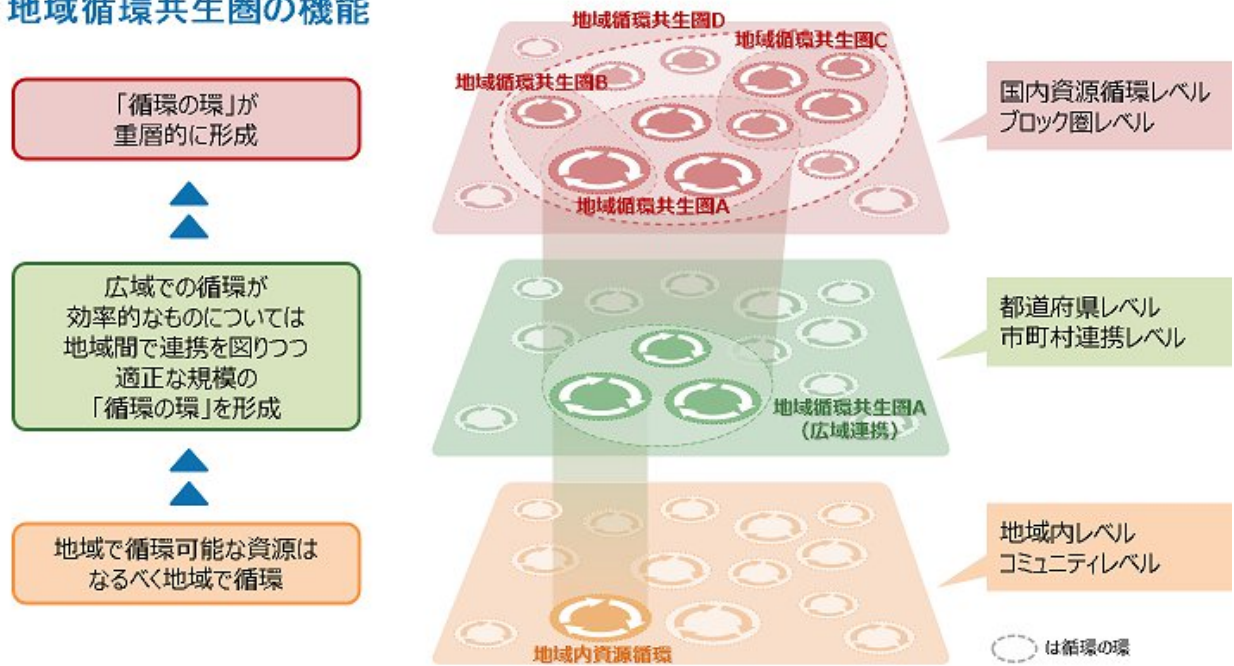 地域循環共生圏の機能
「循環の環」が
重層的に形成
広域での循環が
効率的なものについては
地域間で連携を図りつつ
適正な規模の
「循環の環」を形成
地域で循環可能な資源は
なるべく地域で循環
地域循環共生圏D
地域循環共生圏C
地域循環共生圏B
地域循環共生圏A
地域循環共生圏A
(広域連携)
地域内資源循環
国内資源循環レベル
ブロック圏レベル
都道府県レベル
市町村連携レベル
地域内レベル
コミュニティレベル
は循環の環